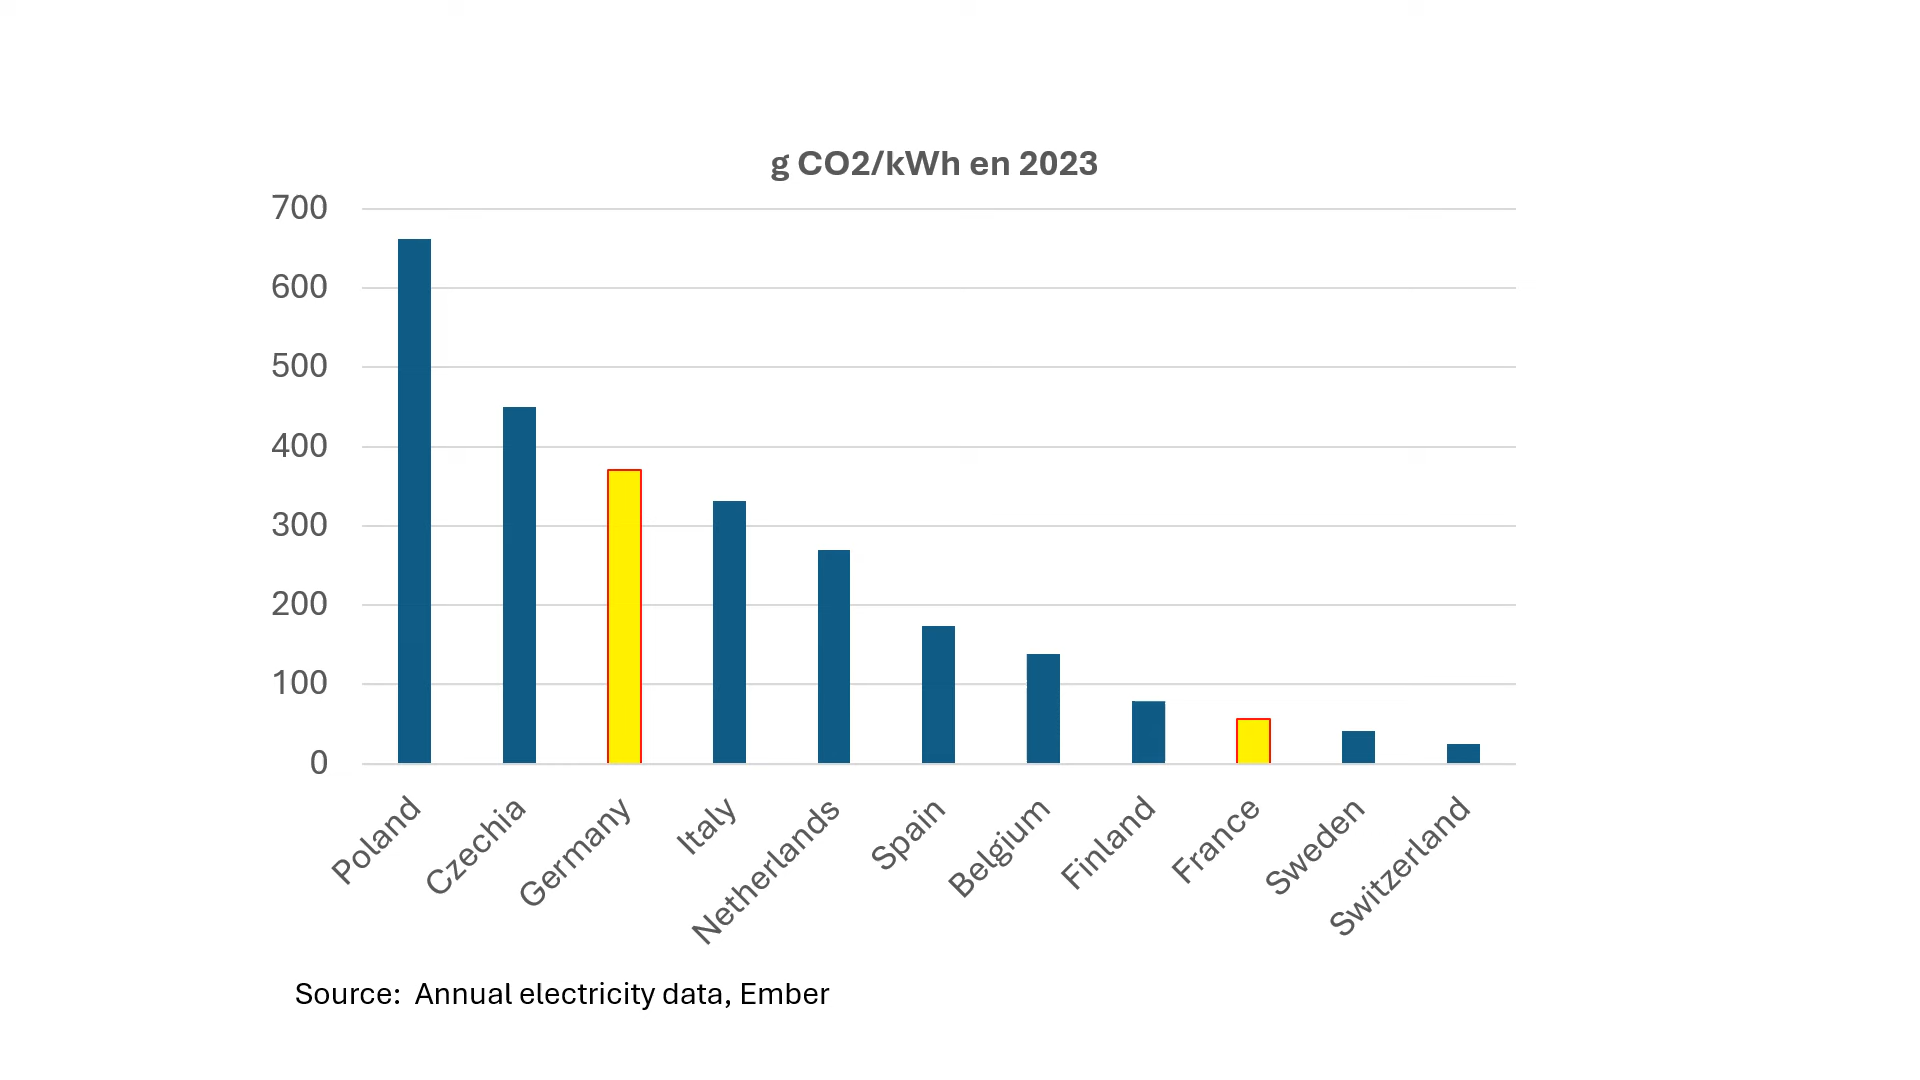 g CO2/kWh en 2023
700
600
500
400
300
200
100
0
Poland
Czechia
Germany
Italy
Netherlands
Spain
Belgium
Finland
France
Sweden
Switzerland
Source:  Annual electricity data, Ember